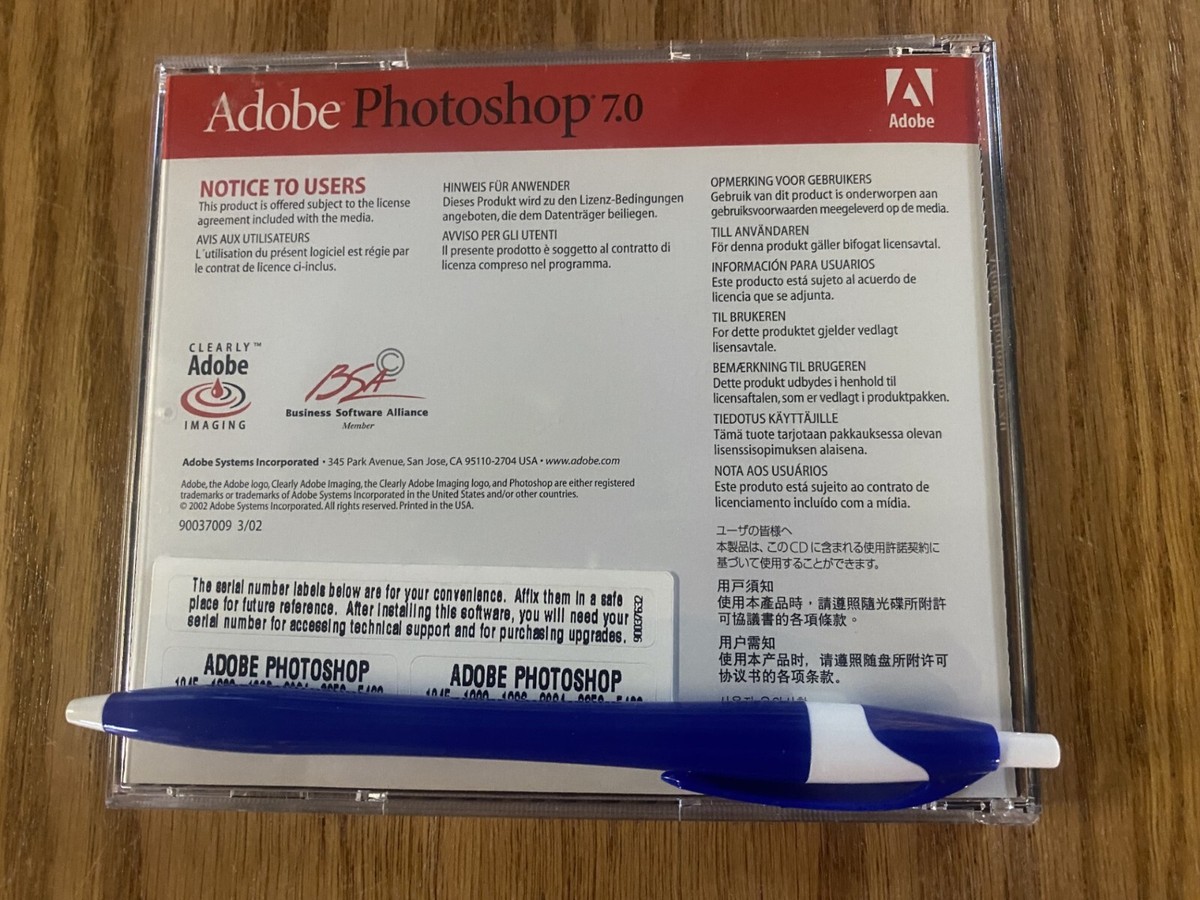 Adobe Photoshop 7.0
Adobe
NOTICE TO USERS
This product is offered subject to the license
agreement included with the media.
AVIS AUX UTILISATEURS
L´utilisation du présent logiciel est régie par
le contrat de licence ci-inclus.
HINWEIS FÜR ANWENDER
Dieses Produkt wird zu den Lizenz-Bedingungen
angeboten, die dem Datenträger beiliegen.
AVVISO PER GLI UTENTI
Il presente prodotto è soggetto al contratto di
licenza compreso nel programma.
OPMERKING VOOR GEBRUIKERS
Gebruik van dit product is onderworpen aan
gebruiksvoorwaarden meegeleverd op de media.
TILL ANVÄNDAREN
För denna produkt gäller bifogat licensavtal.
INFORMACIÓN PARA USUARIOS
Este producto está sujeto al acuerdo de
licencia que se adjunta.
TIL BRUKEREN
For dette produktet gjelder vedlagt
lisensavtale.
BEMÆRKNING TIL BRUGEREN
Dette produkt udbydes i henhold til
licensaftalen, som er vedlagt i produktpakken.
TIEDOTUS KÄYTTÄJILLE
Tämä tuote tarjotaan pakkauksessa olevan
lisenssisopimuksen alaisena.
NOTA AOS USUÁRIOS
Este produto está sujeito ao contrato de
licenciamento incluído com a mídia.
ユーザの皆様へ
本製品は、このCDに含まれる使用許諾契約に
基づいて使用することができます。
用戸須知
使用本產品時，請遵照隨光碟所附許
可協議書的各項條款。
用户需知
使用本产品时，请遵照随盘所附许可
协议书的各项条款。
CLEARLY™
Adobe
IMAGING
BSA ©
Business Software Alliance
Member
Adobe Systems Incorporated • 345 Park Avenue, San Jose, CA 95110-2704 USA • www.adobe.com
Adobe, the Adobe logo, Clearly Adobe Imaging, the Clearly Adobe Imaging logo, and Photoshop are either registered
trademarks or trademarks of Adobe Systems Incorporated in the United States and/or other countries.
© 2002 Adobe Systems Incorporated. All rights reserved. Printed in the USA.
90037009 3/02
The serial number labels below are for your convenience. Affix them in a safe
place for future reference. After installing this software, you will need your
serial number for accessing technical support and for purchasing upgrades.
90037632
ADOBE PHOTOSHOP
ADOBE PHOTOSHOP